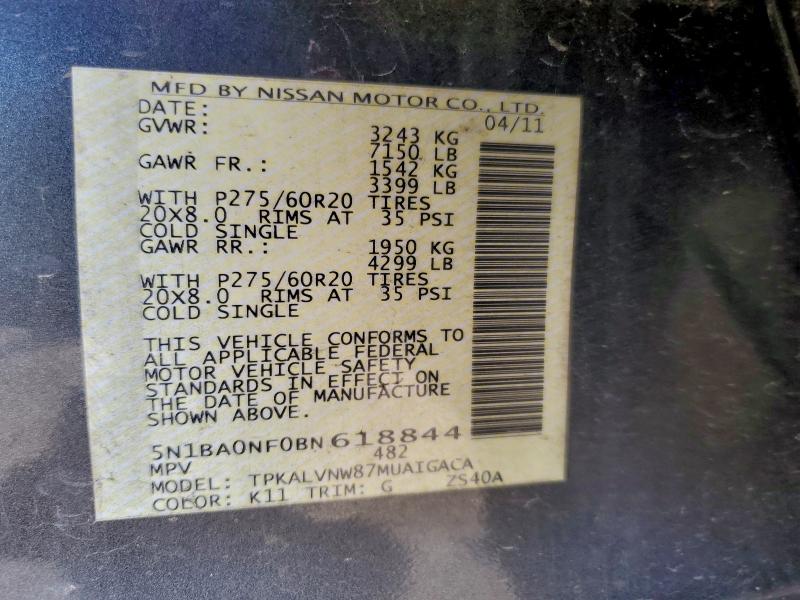 MFD BY NISSAN MOTOR CO., LTD.
DATE: 04/11
GVWR: 3243 KG
7150 LB
GAWR FR.: 1542 KG
3399 LB
WITH P275/60R20 TIRES
20X8.0 RIMS AT 35 PSI
COLD SINGLE
GAWR RR.: 1950 KG
4299 LB
WITH P275/60R20 TIRES
20X8.0 RIMS AT 35 PSI
COLD SINGLE
THIS VEHICLE CONFORMS TO
ALL APPLICABLE FEDERAL
MOTOR VEHICLE SAFETY
STANDARDS IN EFFECT ON
THE DATE OF MANUFACTURE
SHOWN ABOVE.
5N1BA0NF0BN618844
MPV 482
MODEL: TPKALVNW87MUAIGACA
COLOR: K11 TRIM: G ZS40A